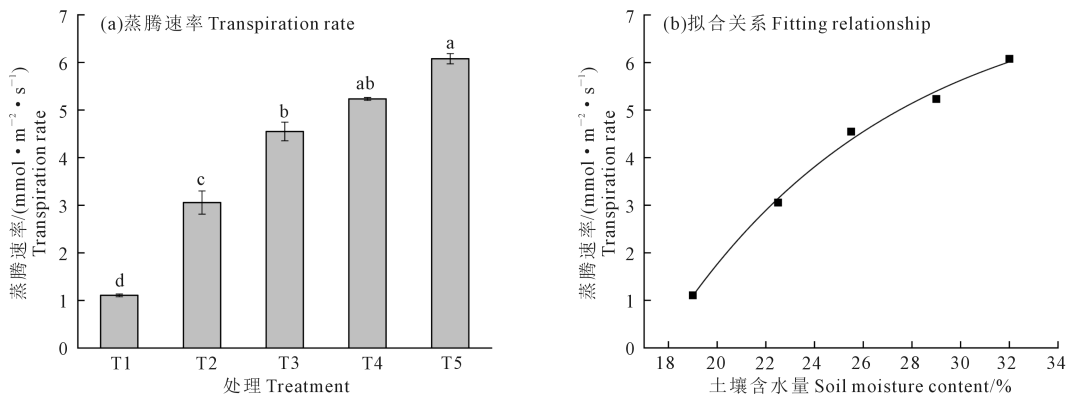 (a)蒸腾速率 Transpiration rate
蒸腾速率/(mmol·m⁻²·s⁻¹)
Transpiration rate
7
6
5
4
3
2
1
0
d
c
b
ab
a
T1 T2 T3 T4 T5
处理 Treatment
(b)拟合关系 Fitting relationship
蒸腾速率/(mmol·m⁻²·s⁻¹)
Transpiration rate
7
6
5
4
3
2
1
0
18 20 22 24 26 28 30 32 34
土壤含水量 Soil moisture content/%